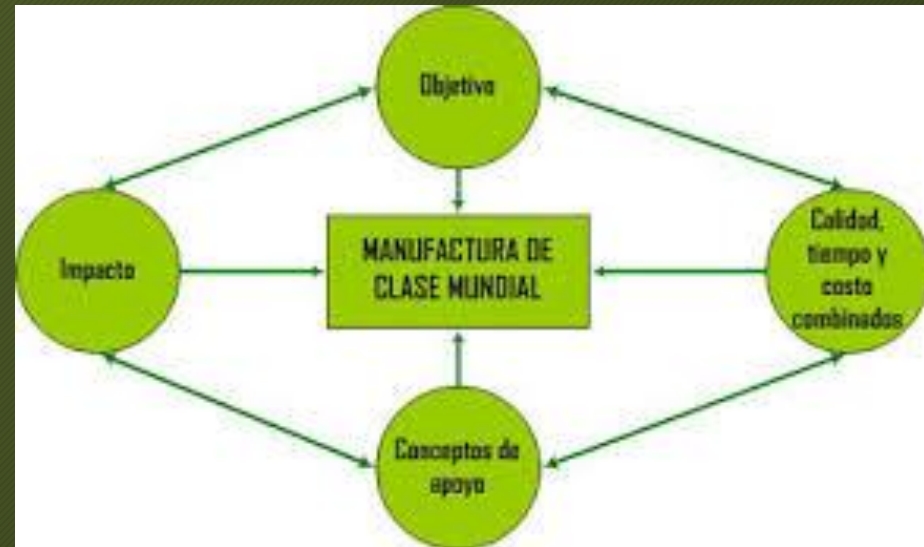 Objetivo
Impacto
MANUFACTURA DE
CLASE MUNDIAL
Calidad,
tiempo y
costo
combinados
Conceptos de
apoyo